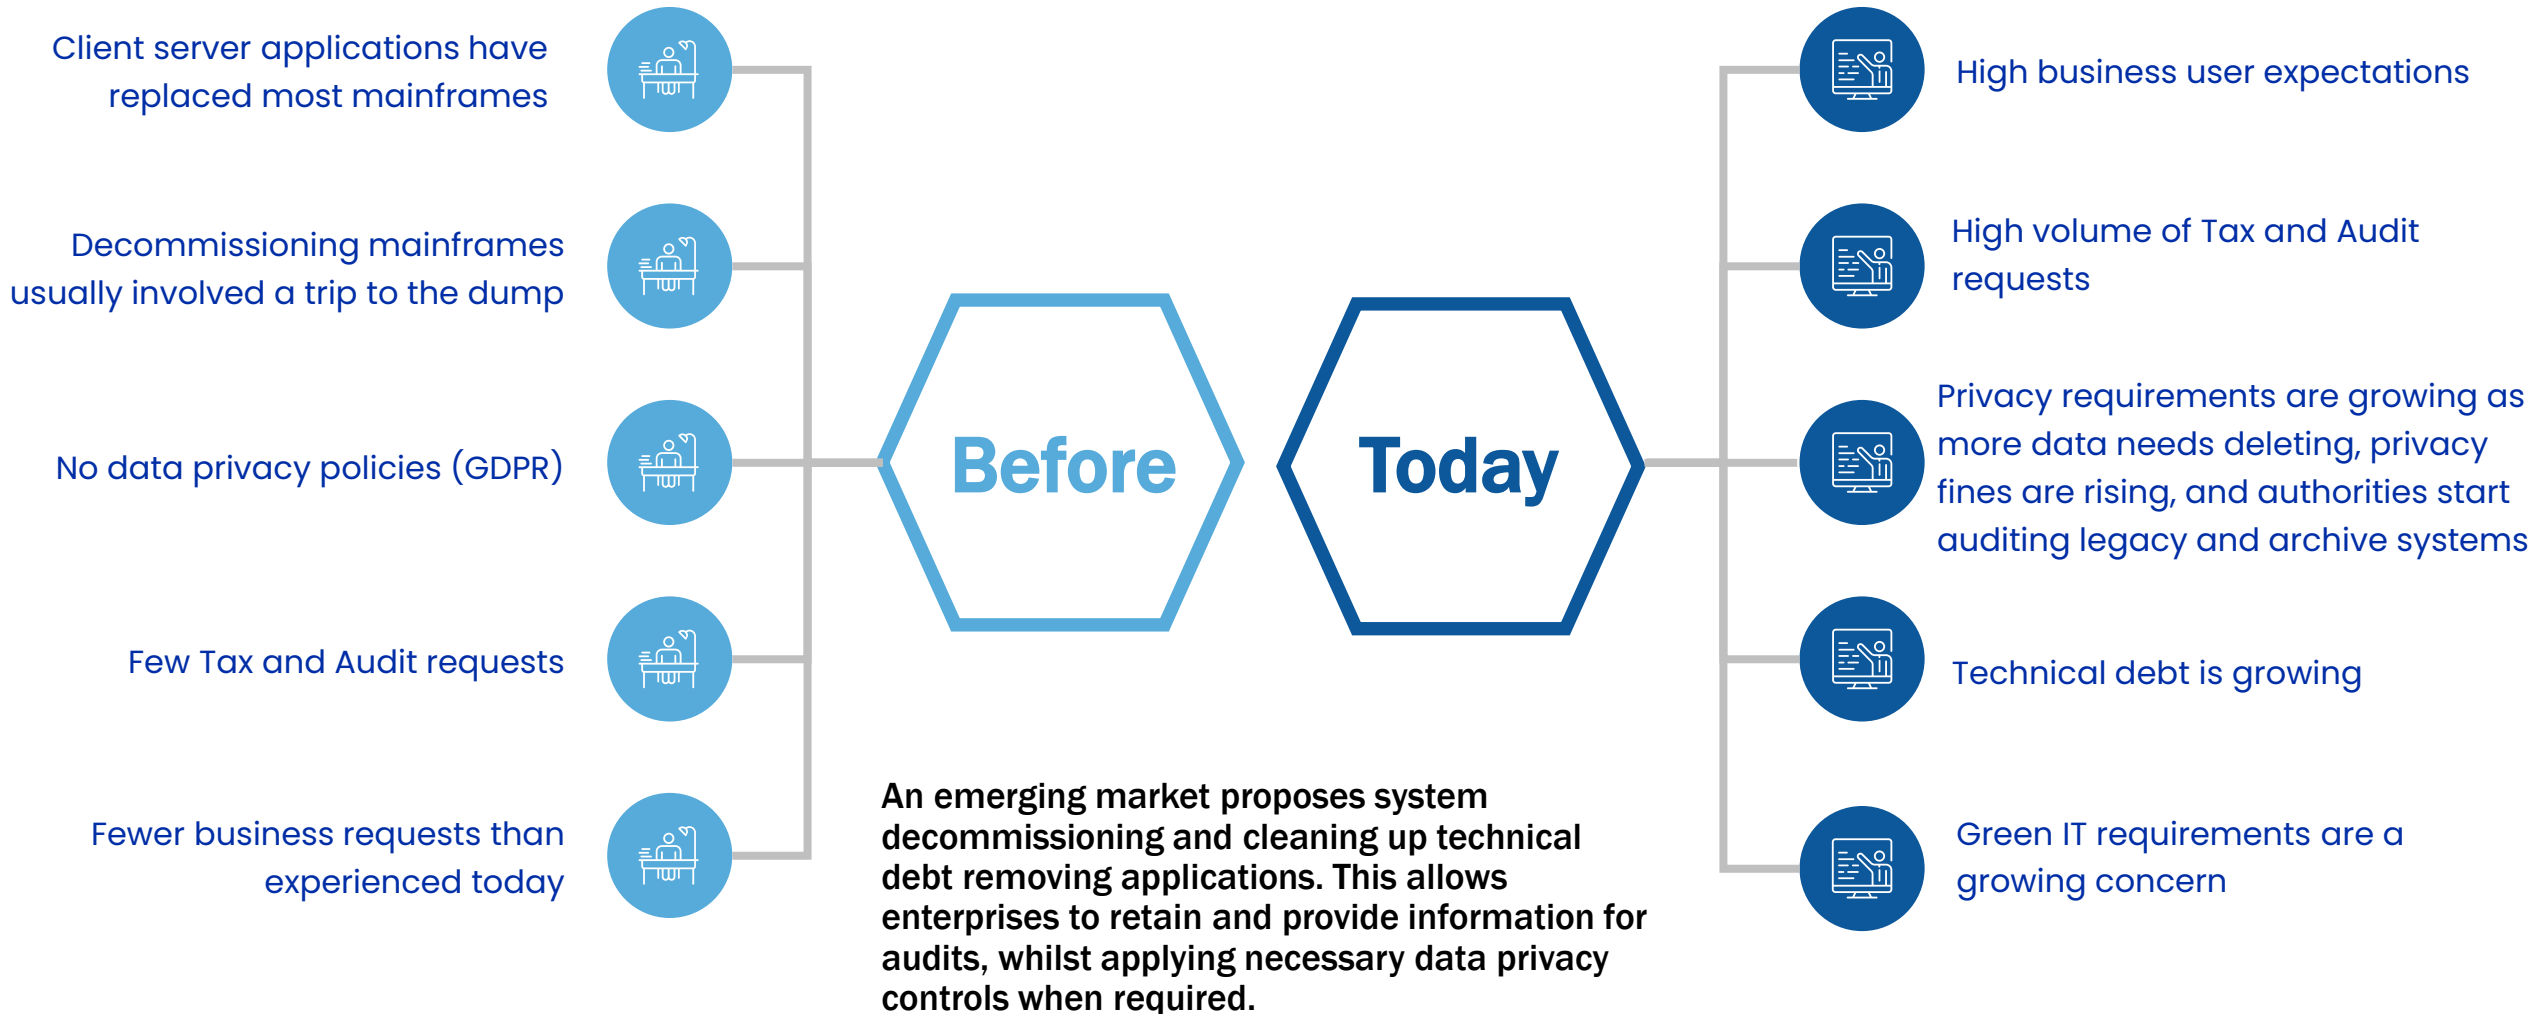 Client server applications have
replaced most mainframes
Decommissioning mainframes
usually involved a trip to the dump
No data privacy policies (GDPR)
Few Tax and Audit requests
Fewer business requests than
experienced today
Before
Today
An emerging market proposes system
decommissioning and cleaning up technical
debt removing applications. This allows
enterprises to retain and provide information for
audits, whilst applying necessary data privacy
controls when required.
High business user expectations
High volume of Tax and Audit
requests
Privacy requirements are growing as
more data needs deleting, privacy
fines are rising, and authorities start
auditing legacy and archive systems
Technical debt is growing
Green IT requirements are a
growing concern